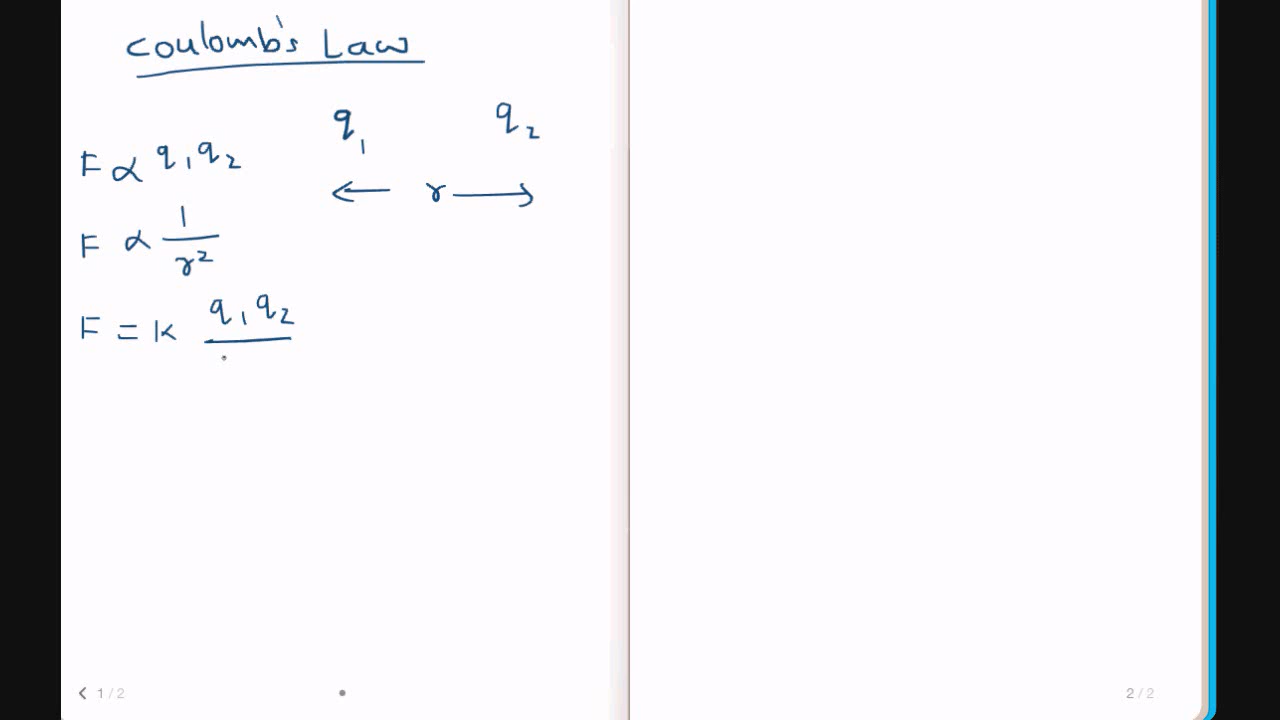 Coulomb's Law
q₁ q₂
F ∝ q₁q₂
← r →
F ∝ 1/r²
F = k q₁q₂/
< 1 / 2
2 / 2